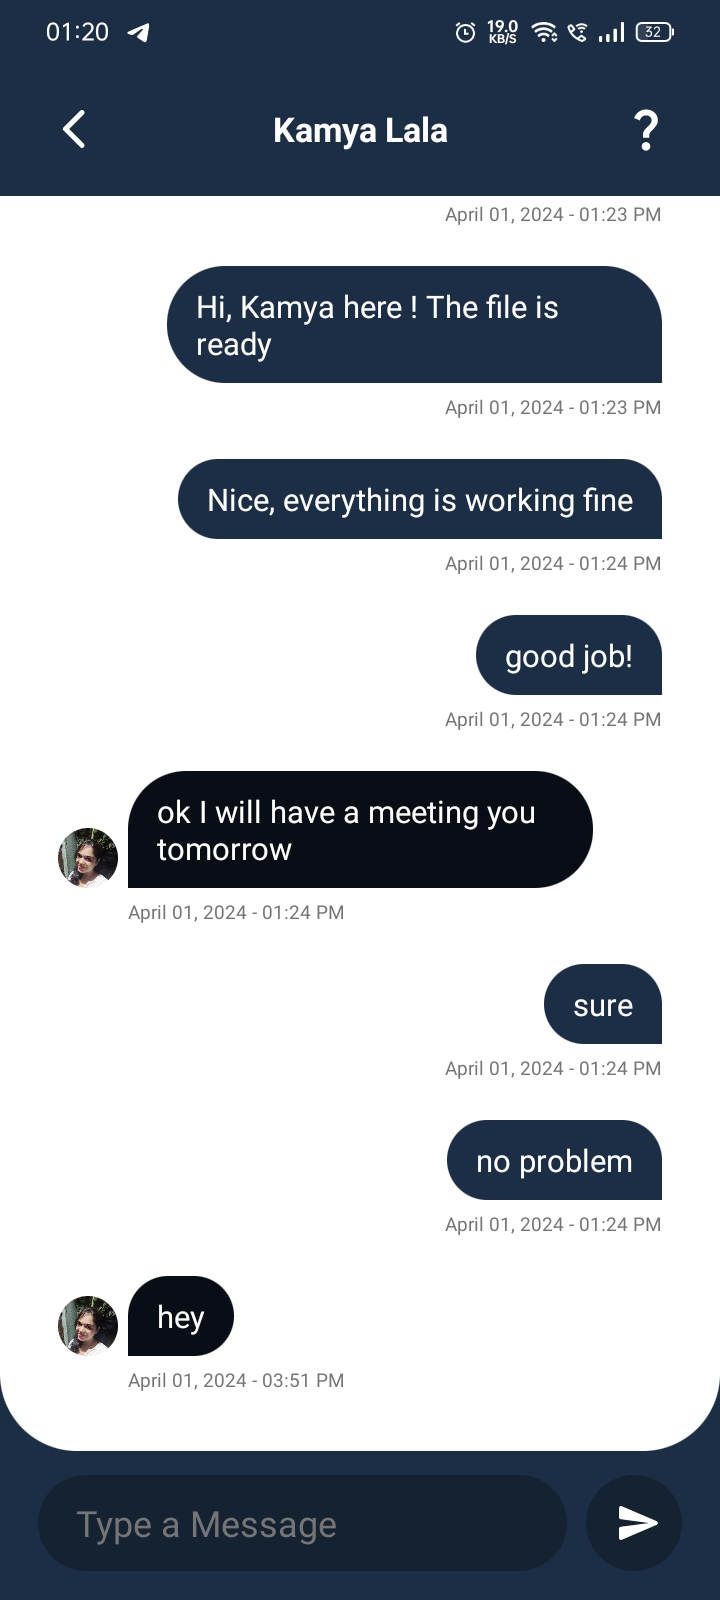 01:20
19.0
KB/S
32
Kamya Lala
?
April 01, 2024 - 01:23 PM
Hi, Kamya here ! The file is
ready
April 01, 2024 - 01:23 PM
Nice, everything is working fine
April 01, 2024 - 01:24 PM
good job!
April 01, 2024 - 01:24 PM
ok I will have a meeting you
tomorrow
April 01, 2024 - 01:24 PM
sure
April 01, 2024 - 01:24 PM
no problem
April 01, 2024 - 01:24 PM
hey
April 01, 2024 - 03:51 PM
Type a Message